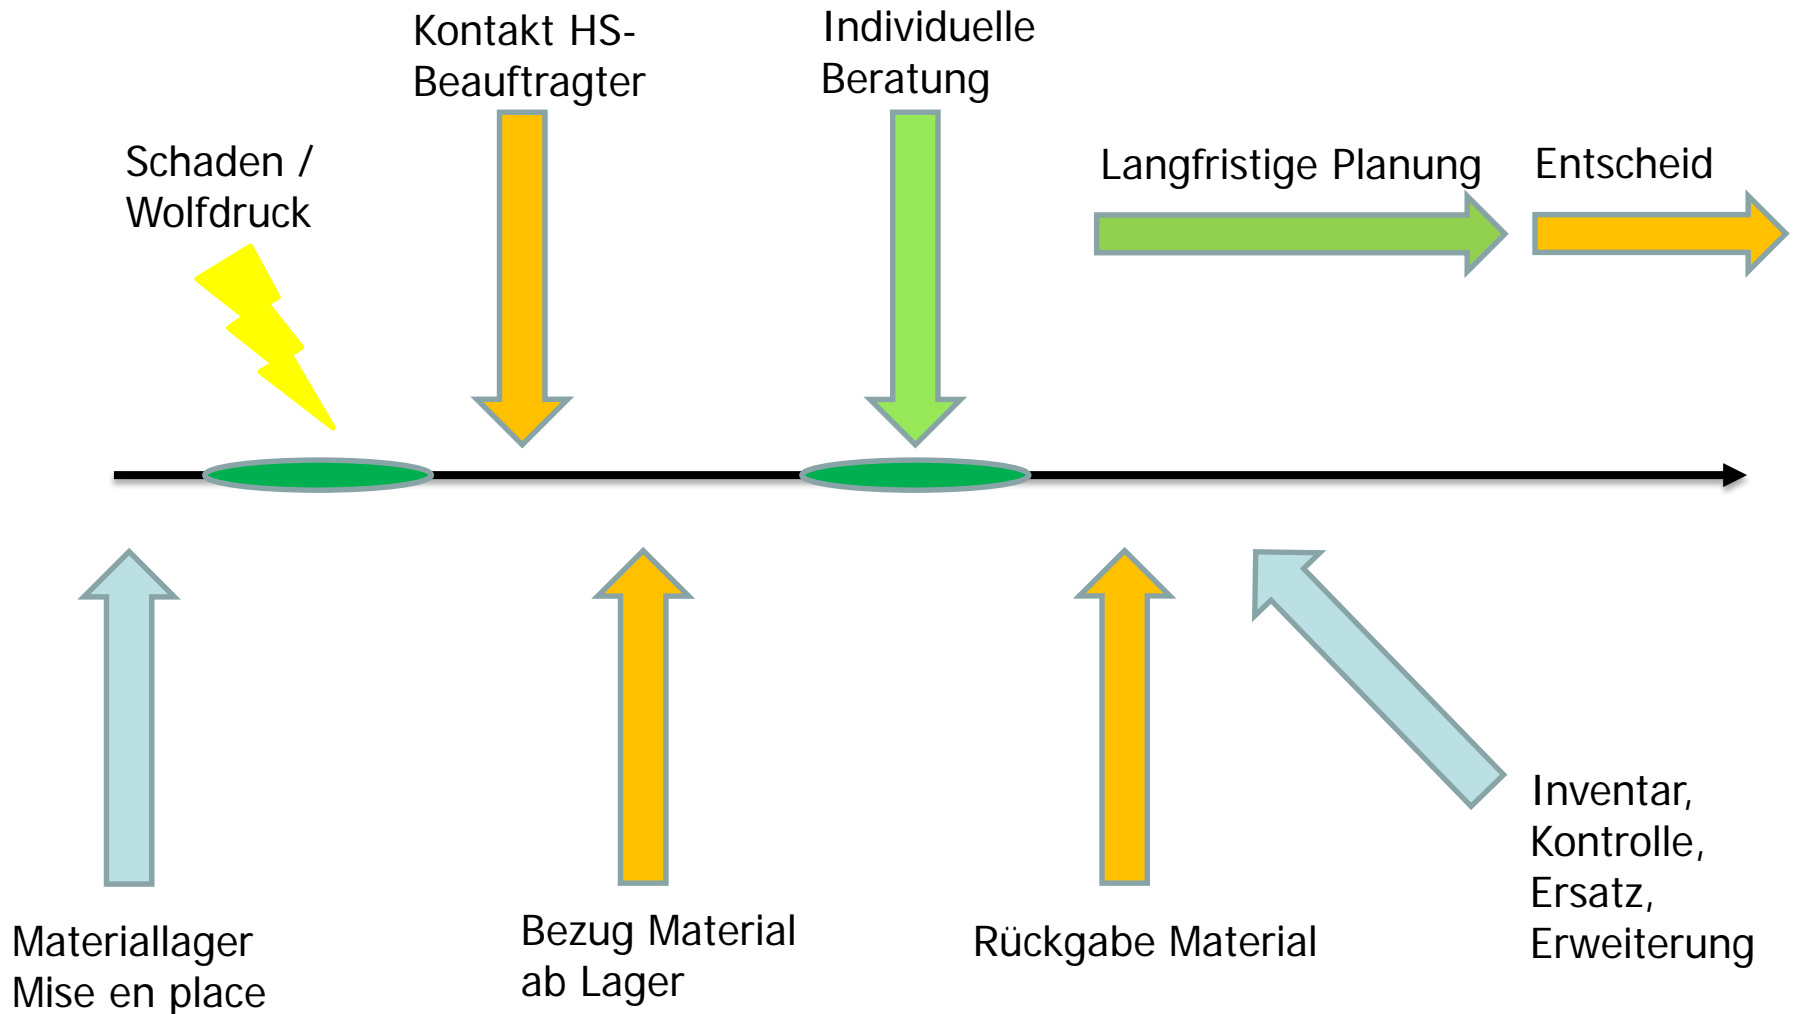 Kontakt HS-
Beauftragter
Individuelle
Beratung
Schaden /
Wolfdruck
Langfristige Planung
Entscheid
Materiallager
Mise en place
Bezug Material
ab Lager
Rückgabe Material
Inventar,
Kontrolle,
Ersatz,
Erweiterung